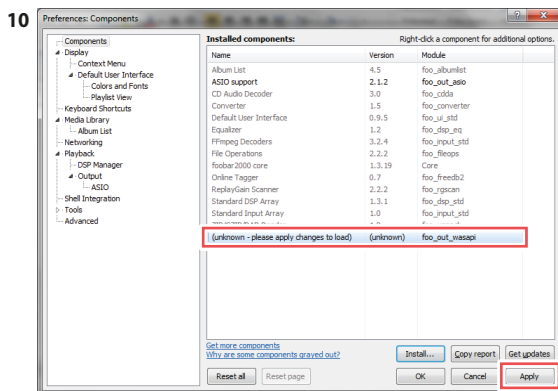 10
Preferences: Components
Components
Display
Context Menu
Default User Interface
Colors and Fonts
Playlist View
Keyboard Shortcuts
Media Library
Album List
Networking
Playback
DSP Manager
Output
ASIO
Shell Integration
Tools
Advanced
Installed components: Right-click a component for additional options.
Name Version Module
Album List 4.5 foo_albumlist
ASIO support 2.1.2 foo_out_asio
CD Audio Decoder 3.0 foo_cdda
Converter 1.5 foo_converter
Default User Interface 0.9.5 foo_ui_std
Equalizer 1.2 foo_dsp_eq
FFmpeg Decoders 3.2.4 foo_input_std
File Operations 2.2.2 foo_fileops
foobar2000 core 1.3.19 Core
Online Tagger 0.7 foo_freedb2
ReplayGain Scanner 2.2.2 foo_rgscan
Standard DSP Array 1.3.1 foo_dsp_std
Standard Input Array 1.0 foo_input_std
(unknown - please apply changes to load) (unknown) foo_out_wasapi
Get more components
Why are some components grayed out?
Install... Copy report Get updates
Reset all Reset page OK Cancel Apply